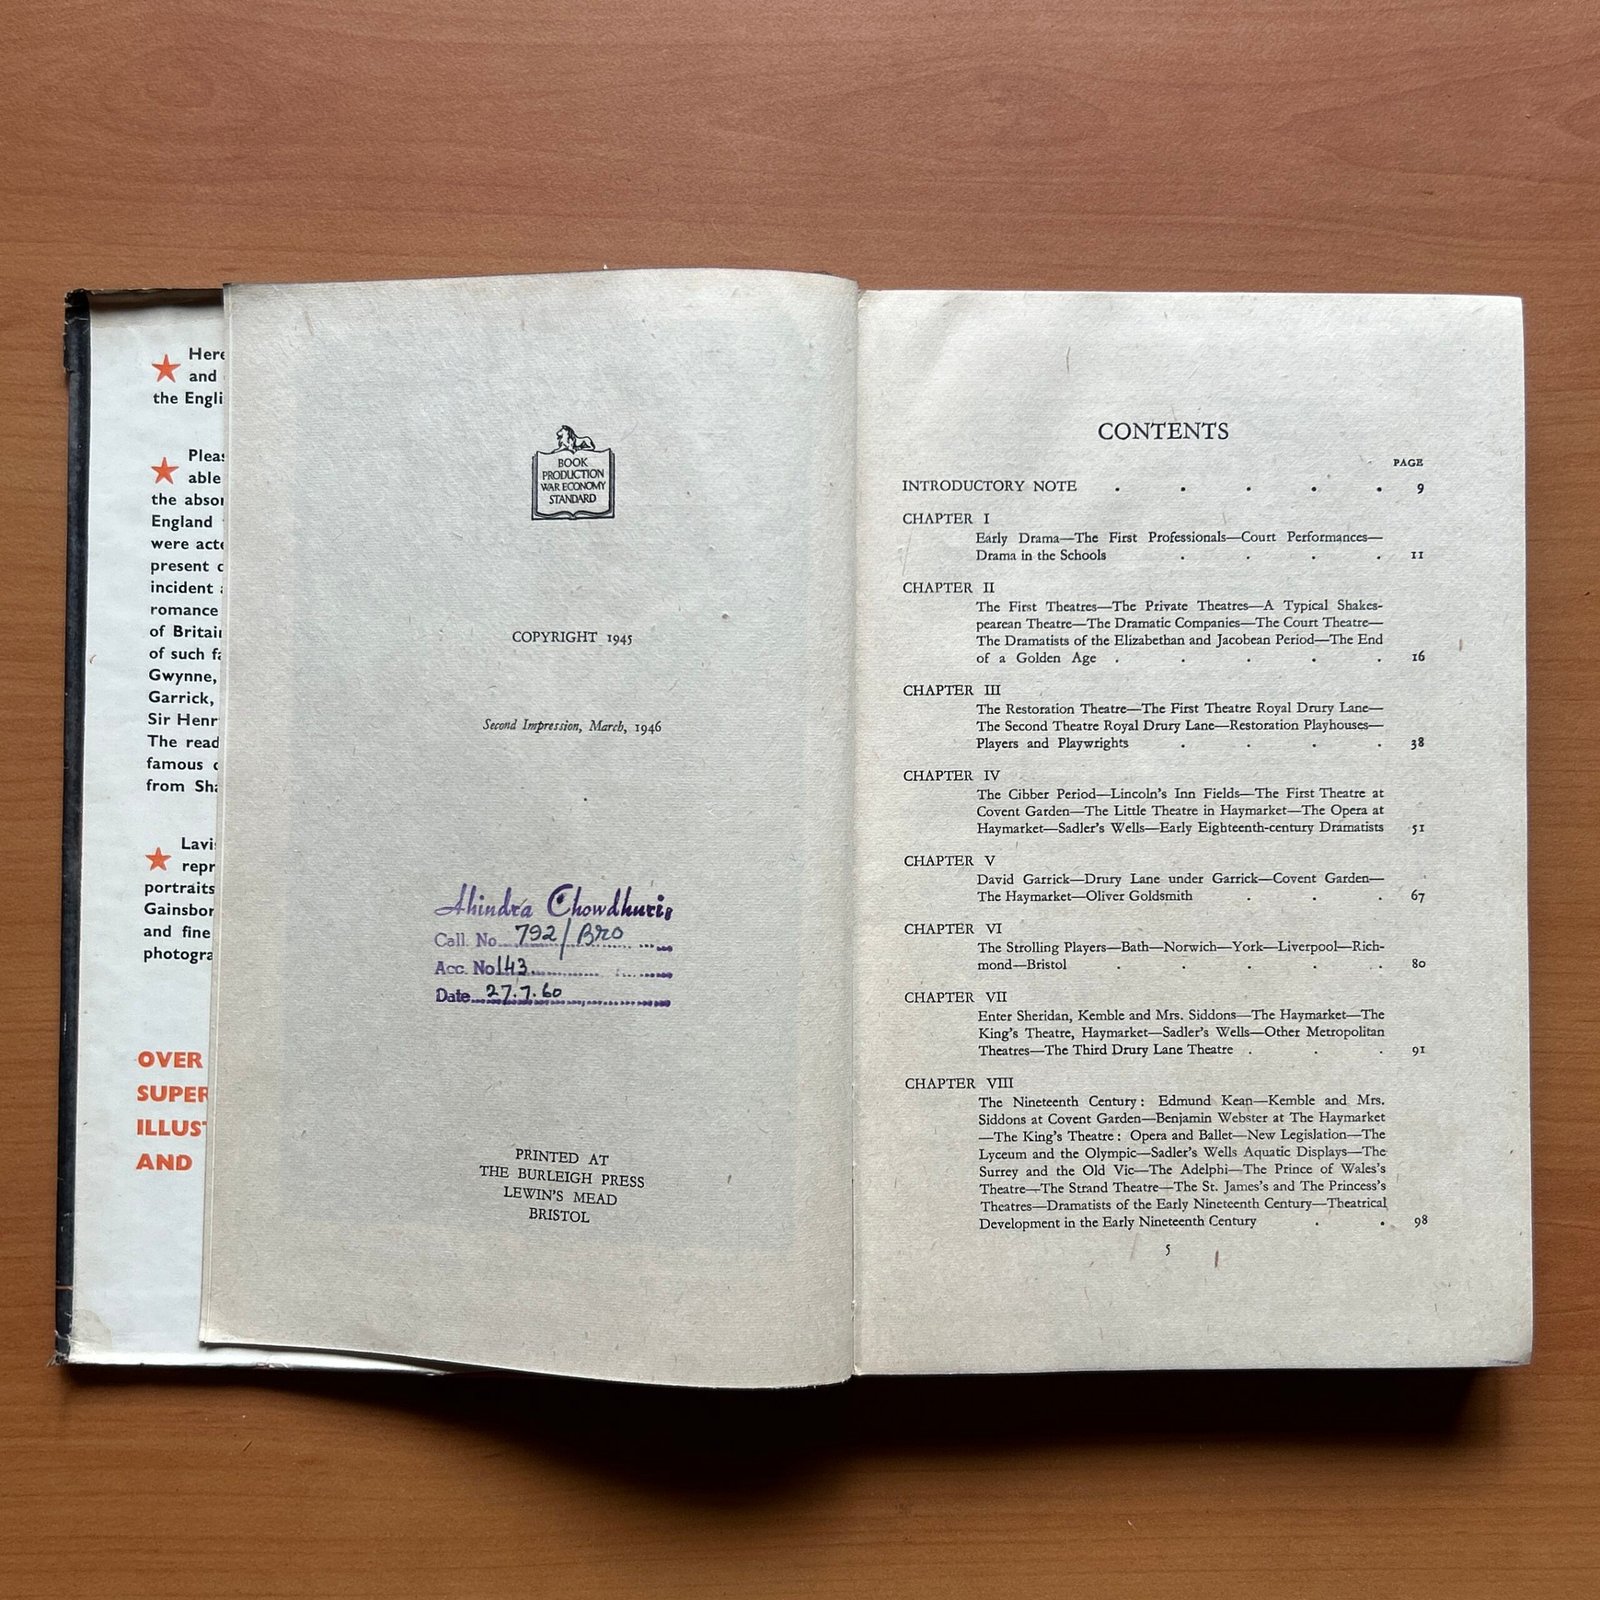 Here
and
the Engli
Pleas
able
the absor
England
were acte
present
incident
romance
of Britain
of such fa
Gwynne,
Garrick,
Sir Henry
The read
famous
from Sha
Lavis
repr
portraits
Gainsbor
and fine
photogra
OVER
SUPER
ILLUST
AND
BOOK
PRODUCTION
WAR ECONOMY
STANDARD
COPYRIGHT 1945
Second Impression, March, 1946
Ahindra Chowdhuris
Call. No 792/Bro
Acc. No 143
Date 27.7.60
PRINTED AT
THE BURLEIGH PRESS
LEWIN'S MEAD
BRISTOL
CONTENTS
PAGE
INTRODUCTORY NOTE . . . . . 9
CHAPTER I
Early Drama—The First Professionals—Court Performances—
Drama in the Schools . . . . 11
CHAPTER II
The First Theatres—The Private Theatres—A Typical Shakes-
pearean Theatre—The Dramatic Companies—The Court Theatre—
The Dramatists of the Elizabethan and Jacobean Period—The End
of a Golden Age . . . . . 16
CHAPTER III
The Restoration Theatre—The First Theatre Royal Drury Lane—
The Second Theatre Royal Drury Lane—Restoration Playhouses—
Players and Playwrights . . . . 38
CHAPTER IV
The Cibber Period—Lincoln's Inn Fields—The First Theatre at
Covent Garden—The Little Theatre in Haymarket—The Opera at
Haymarket—Sadler's Wells—Early Eighteenth-century Dramatists 51
CHAPTER V
David Garrick—Drury Lane under Garrick—Covent Garden—
The Haymarket—Oliver Goldsmith . . . 67
CHAPTER VI
The Strolling Players—Bath—Norwich—York—Liverpool—Rich-
mond—Bristol . . . . . 80
CHAPTER VII
Enter Sheridan, Kemble and Mrs. Siddons—The Haymarket—The
King's Theatre, Haymarket—Sadler's Wells—Other Metropolitan
Theatres—The Third Drury Lane Theatre . . . 91
CHAPTER VIII
The Nineteenth Century: Edmund Kean—Kemble and Mrs.
Siddons at Covent Garden—Benjamin Webster at The Haymarket
—The King's Theatre: Opera and Ballet—New Legislation—The
Lyceum and the Olympic—Sadler's Wells Aquatic Displays—The
Surrey and the Old Vic—The Adelphi—The Prince of Wales's
Theatre—The Strand Theatre—The St. James's and The Princess's
Theatres—Dramatists of the Early Nineteenth Century—Theatrical
Development in the Early Nineteenth Century . . 98
5